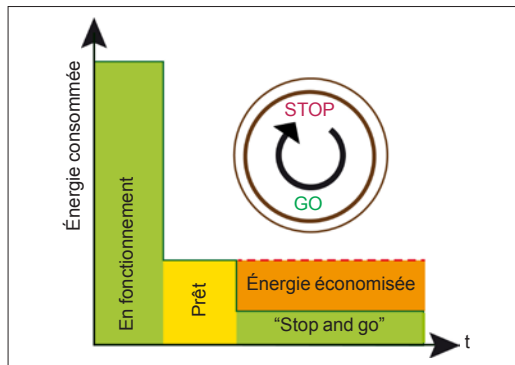 Énergie consommée
STOP
GO
En fonctionnement
Prêt
Énergie économisée
“Stop and go”
t